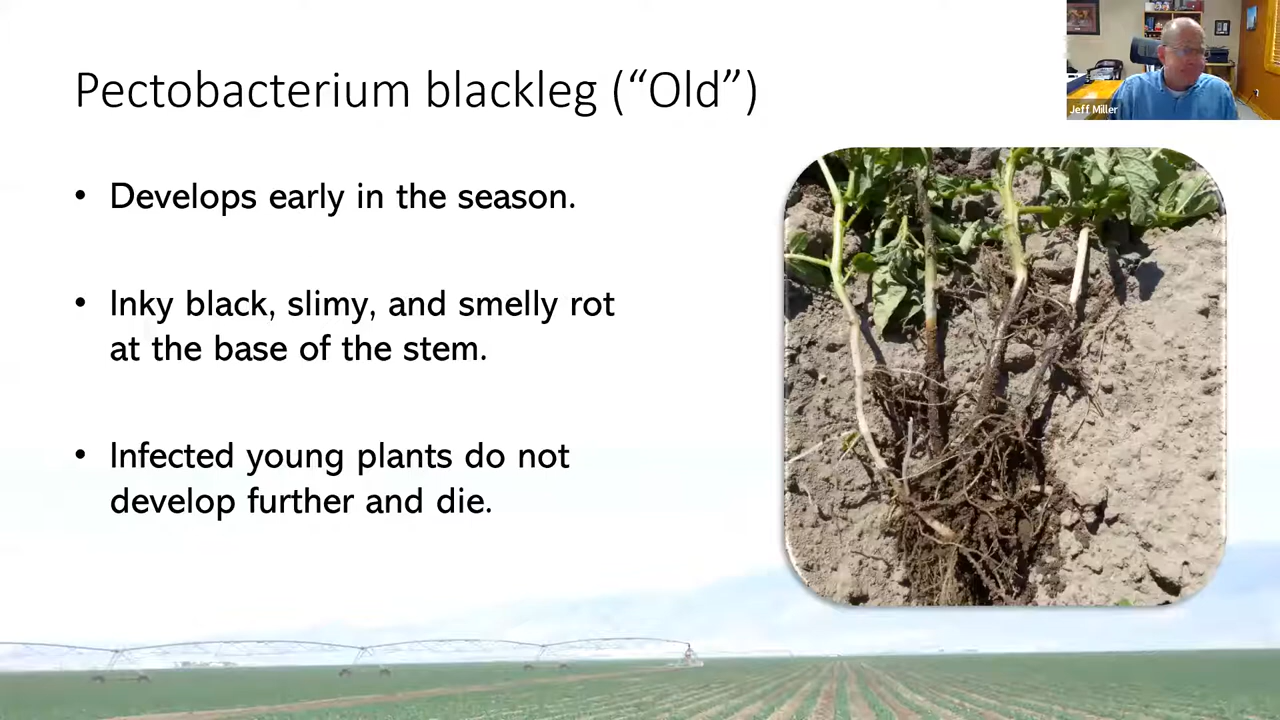 Pectobacterium blackleg (“Old”)
Jeff Miller
• Develops early in the season.
• Inky black, slimy, and smelly rot
at the base of the stem.
• Infected young plants do not
develop further and die.